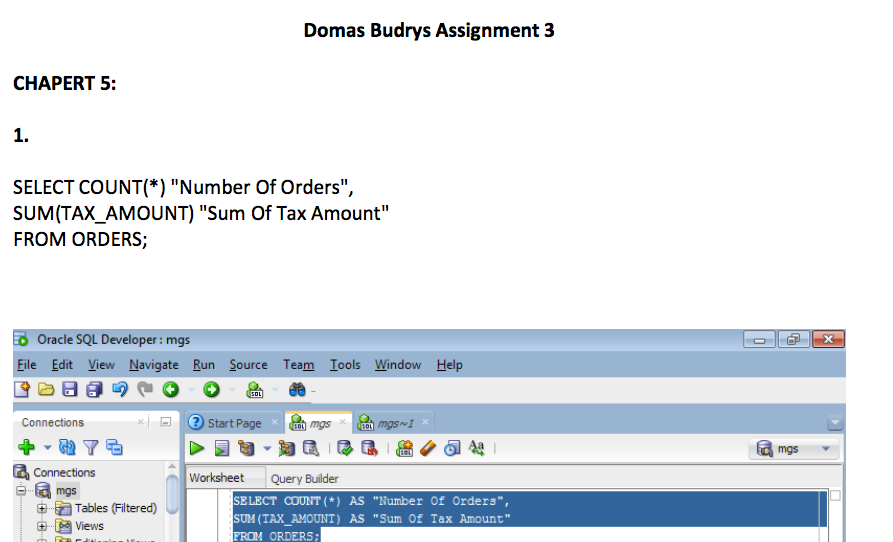 Domas Budrys Assignment 3
CHAPERT 5:
1.
SELECT COUNT(*) "Number Of Orders",
SUM(TAX_AMOUNT) "Sum Of Tax Amount"
FROM ORDERS;
Oracle SQL Developer : mgs
File Edit View Navigate Run Source Team Tools Window Help
Connections
Start Page mgs mgs~1
mgs
Connections
Worksheet Query Builder
mgs
SELECT COUNT(*) AS "Number Of Orders",
Tables (Filtered)
SUM(TAX_AMOUNT) AS "Sum Of Tax Amount"
Views
FROM ORDERS;
Editioning Views